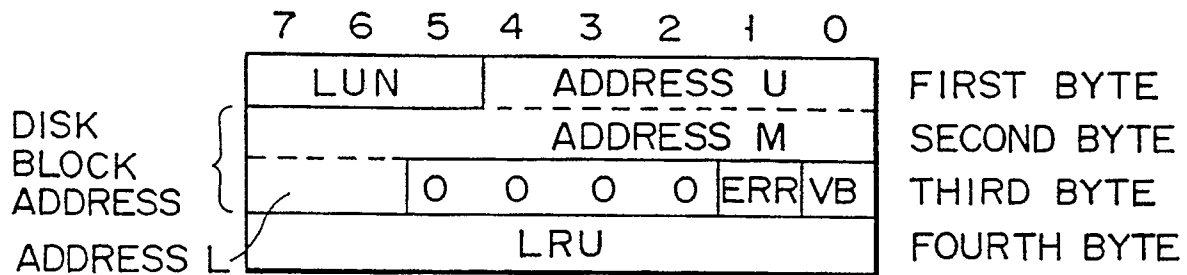 7 6 5 4 3 2 1 0
LUN ADDRESS U FIRST BYTE
DISK BLOCK ADDRESS
ADDRESS M SECOND BYTE
0 0 0 0 ERR VB THIRD BYTE
ADDRESS L LRU FOURTH BYTE